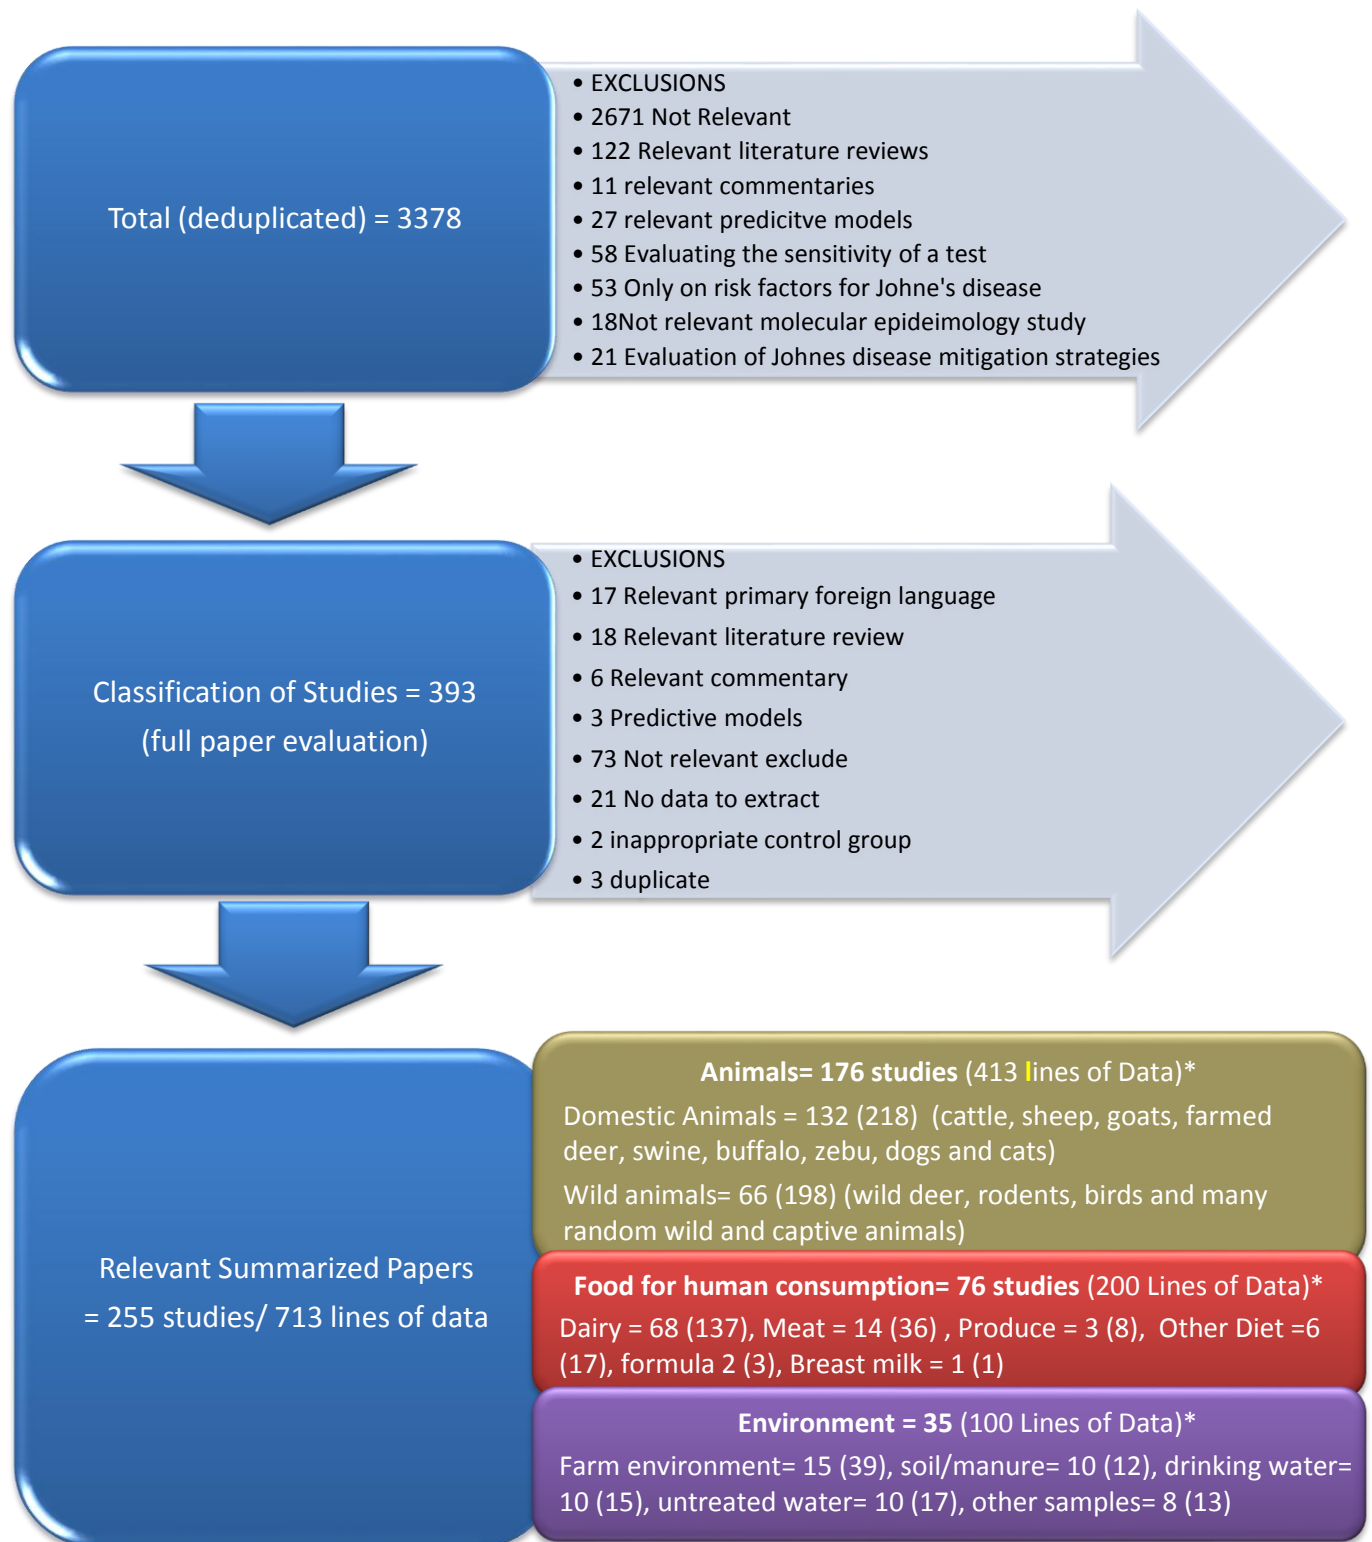 Total (deduplicated) = 3378
• EXCLUSIONS
• 2671 Not Relevant
• 122 Relevant literature reviews
• 11 relevant commentaries
• 27 relevant predicitve models
• 58 Evaluating the sensitivity of a test
• 53 Only on risk factors for Johne's disease
• 18Not relevant molecular epideimology study
• 21 Evaluation of Johnes disease mitigation strategies
Classification of Studies = 393
(full paper evaluation)
• EXCLUSIONS
• 17 Relevant primary foreign language
• 18 Relevant literature review
• 6 Relevant commentary
• 3 Predictive models
• 73 Not relevant exclude
• 21 No data to extract
• 2 inappropriate control group
• 3 duplicate
Relevant Summarized Papers
= 255 studies/ 713 lines of data
Animals= 176 studies (413 lines of Data)*
Domestic Animals = 132 (218) (cattle, sheep, goats, farmed
deer, swine, buffalo, zebu, dogs and cats)
Wild animals= 66 (198) (wild deer, rodents, birds and many
random wild and captive animals)
Food for human consumption= 76 studies (200 Lines of Data)*
Dairy = 68 (137), Meat = 14 (36) , Produce = 3 (8), Other Diet =6
(17), formula 2 (3), Breast milk = 1 (1)
Environment = 35 (100 Lines of Data)*
Farm environment= 15 (39), soil/manure= 10 (12), drinking water=
10 (15), untreated water= 10 (17), other samples= 8 (13)